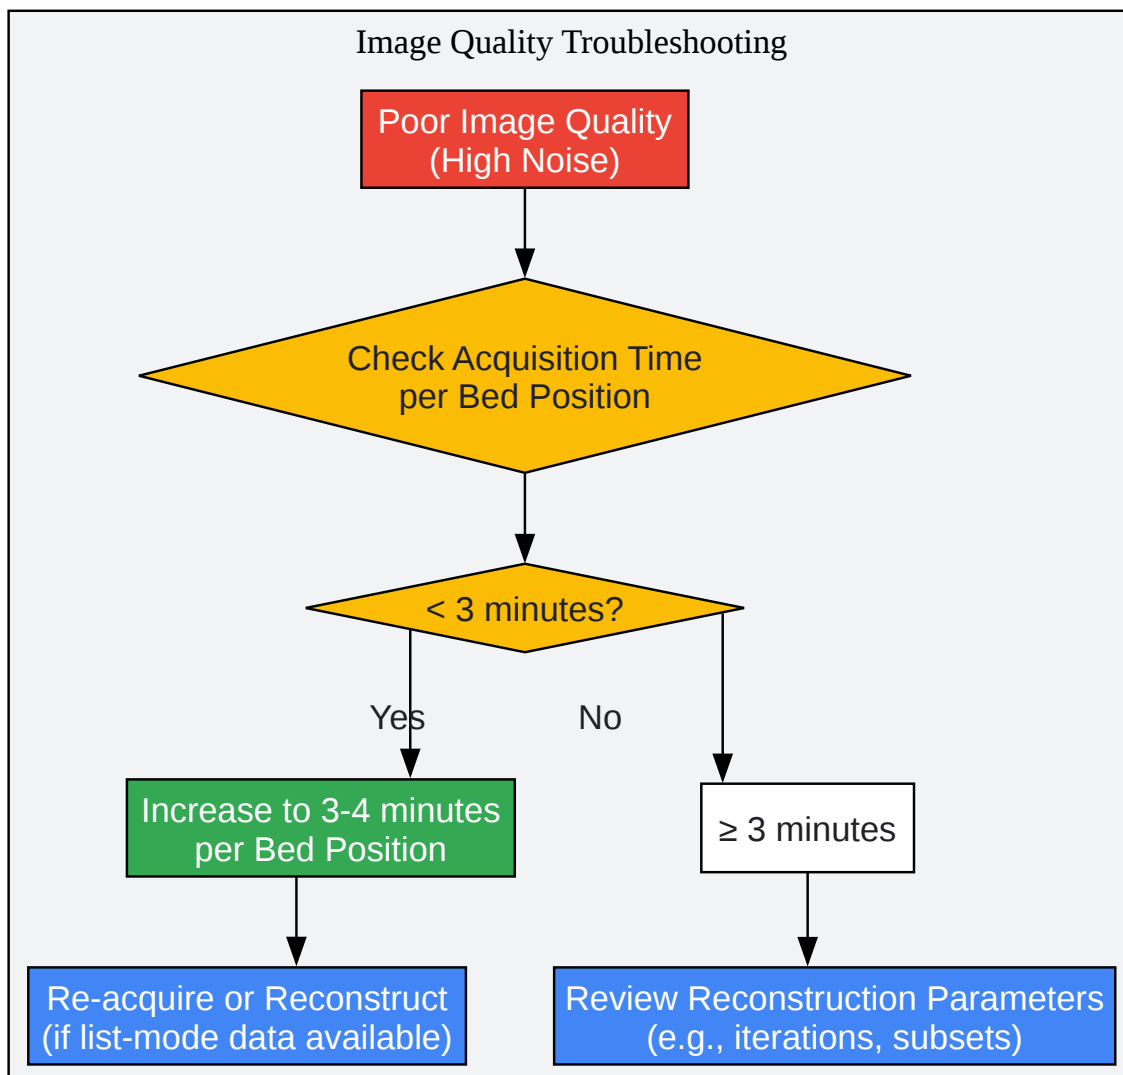 Image Quality Troubleshooting
Poor Image Quality
(High Noise)
Check Acquisition Time
per Bed Position
< 3 minutes?
Yes
No
Increase to 3-4 minutes
per Bed Position
≥ 3 minutes
Re-acquire or Reconstruct
(if list-mode data available)
Review Reconstruction Parameters
(e.g., iterations, subsets)